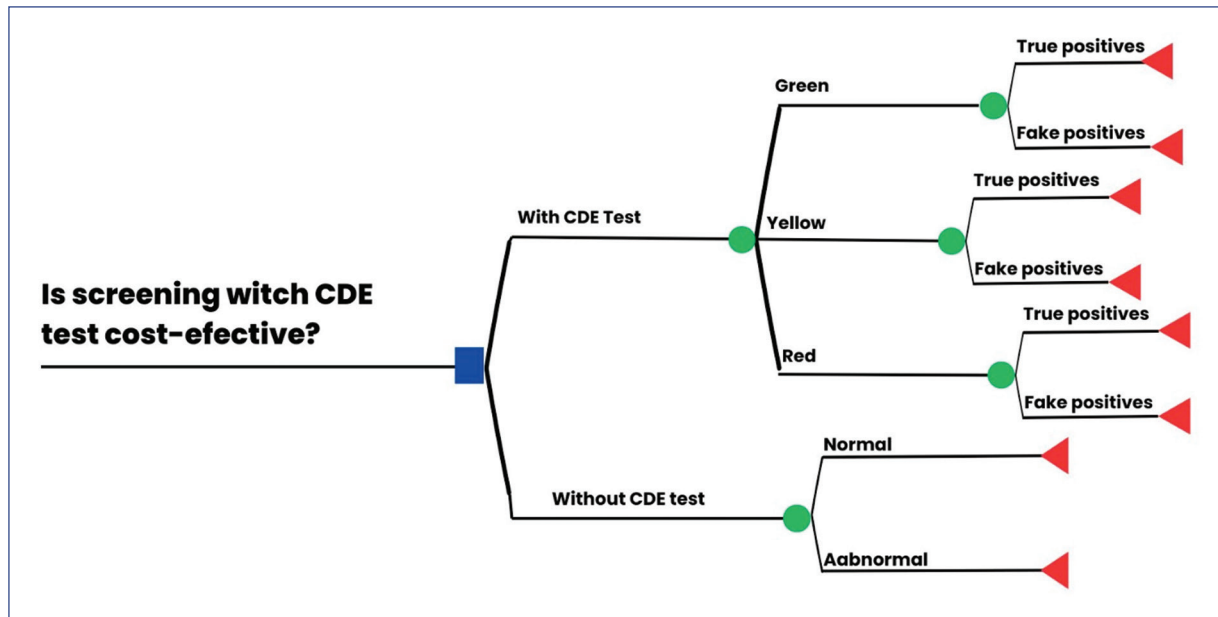 True positives
Green
Fake positives
True positives
With CDE Test
Yellow
Fake positives
Is screening witch CDE
test cost-efective?
True positives
Red
Fake positives
Normal
Without CDE test
Aabnormal